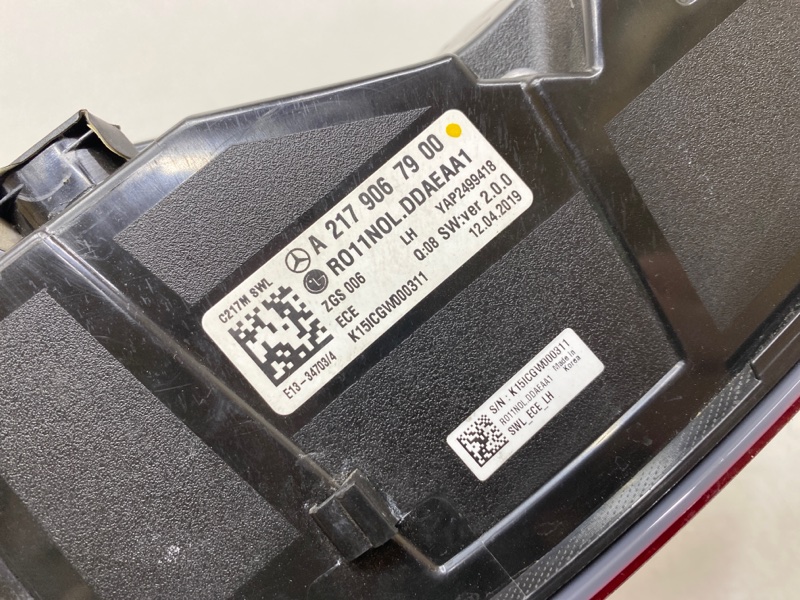 C217M SWL
A 217 906 79 00
LG R011NOL.DDAEAA1
ZGS 006 LH YAP2499418
ECE Q:08 SW:ver 2.0.0
K15ICGW000311 12.04.2019
E13-34703/4
S/N : K15ICGW000311
R011NOL.DDAEAA1 Made in
SWL_ECE_LH Korea